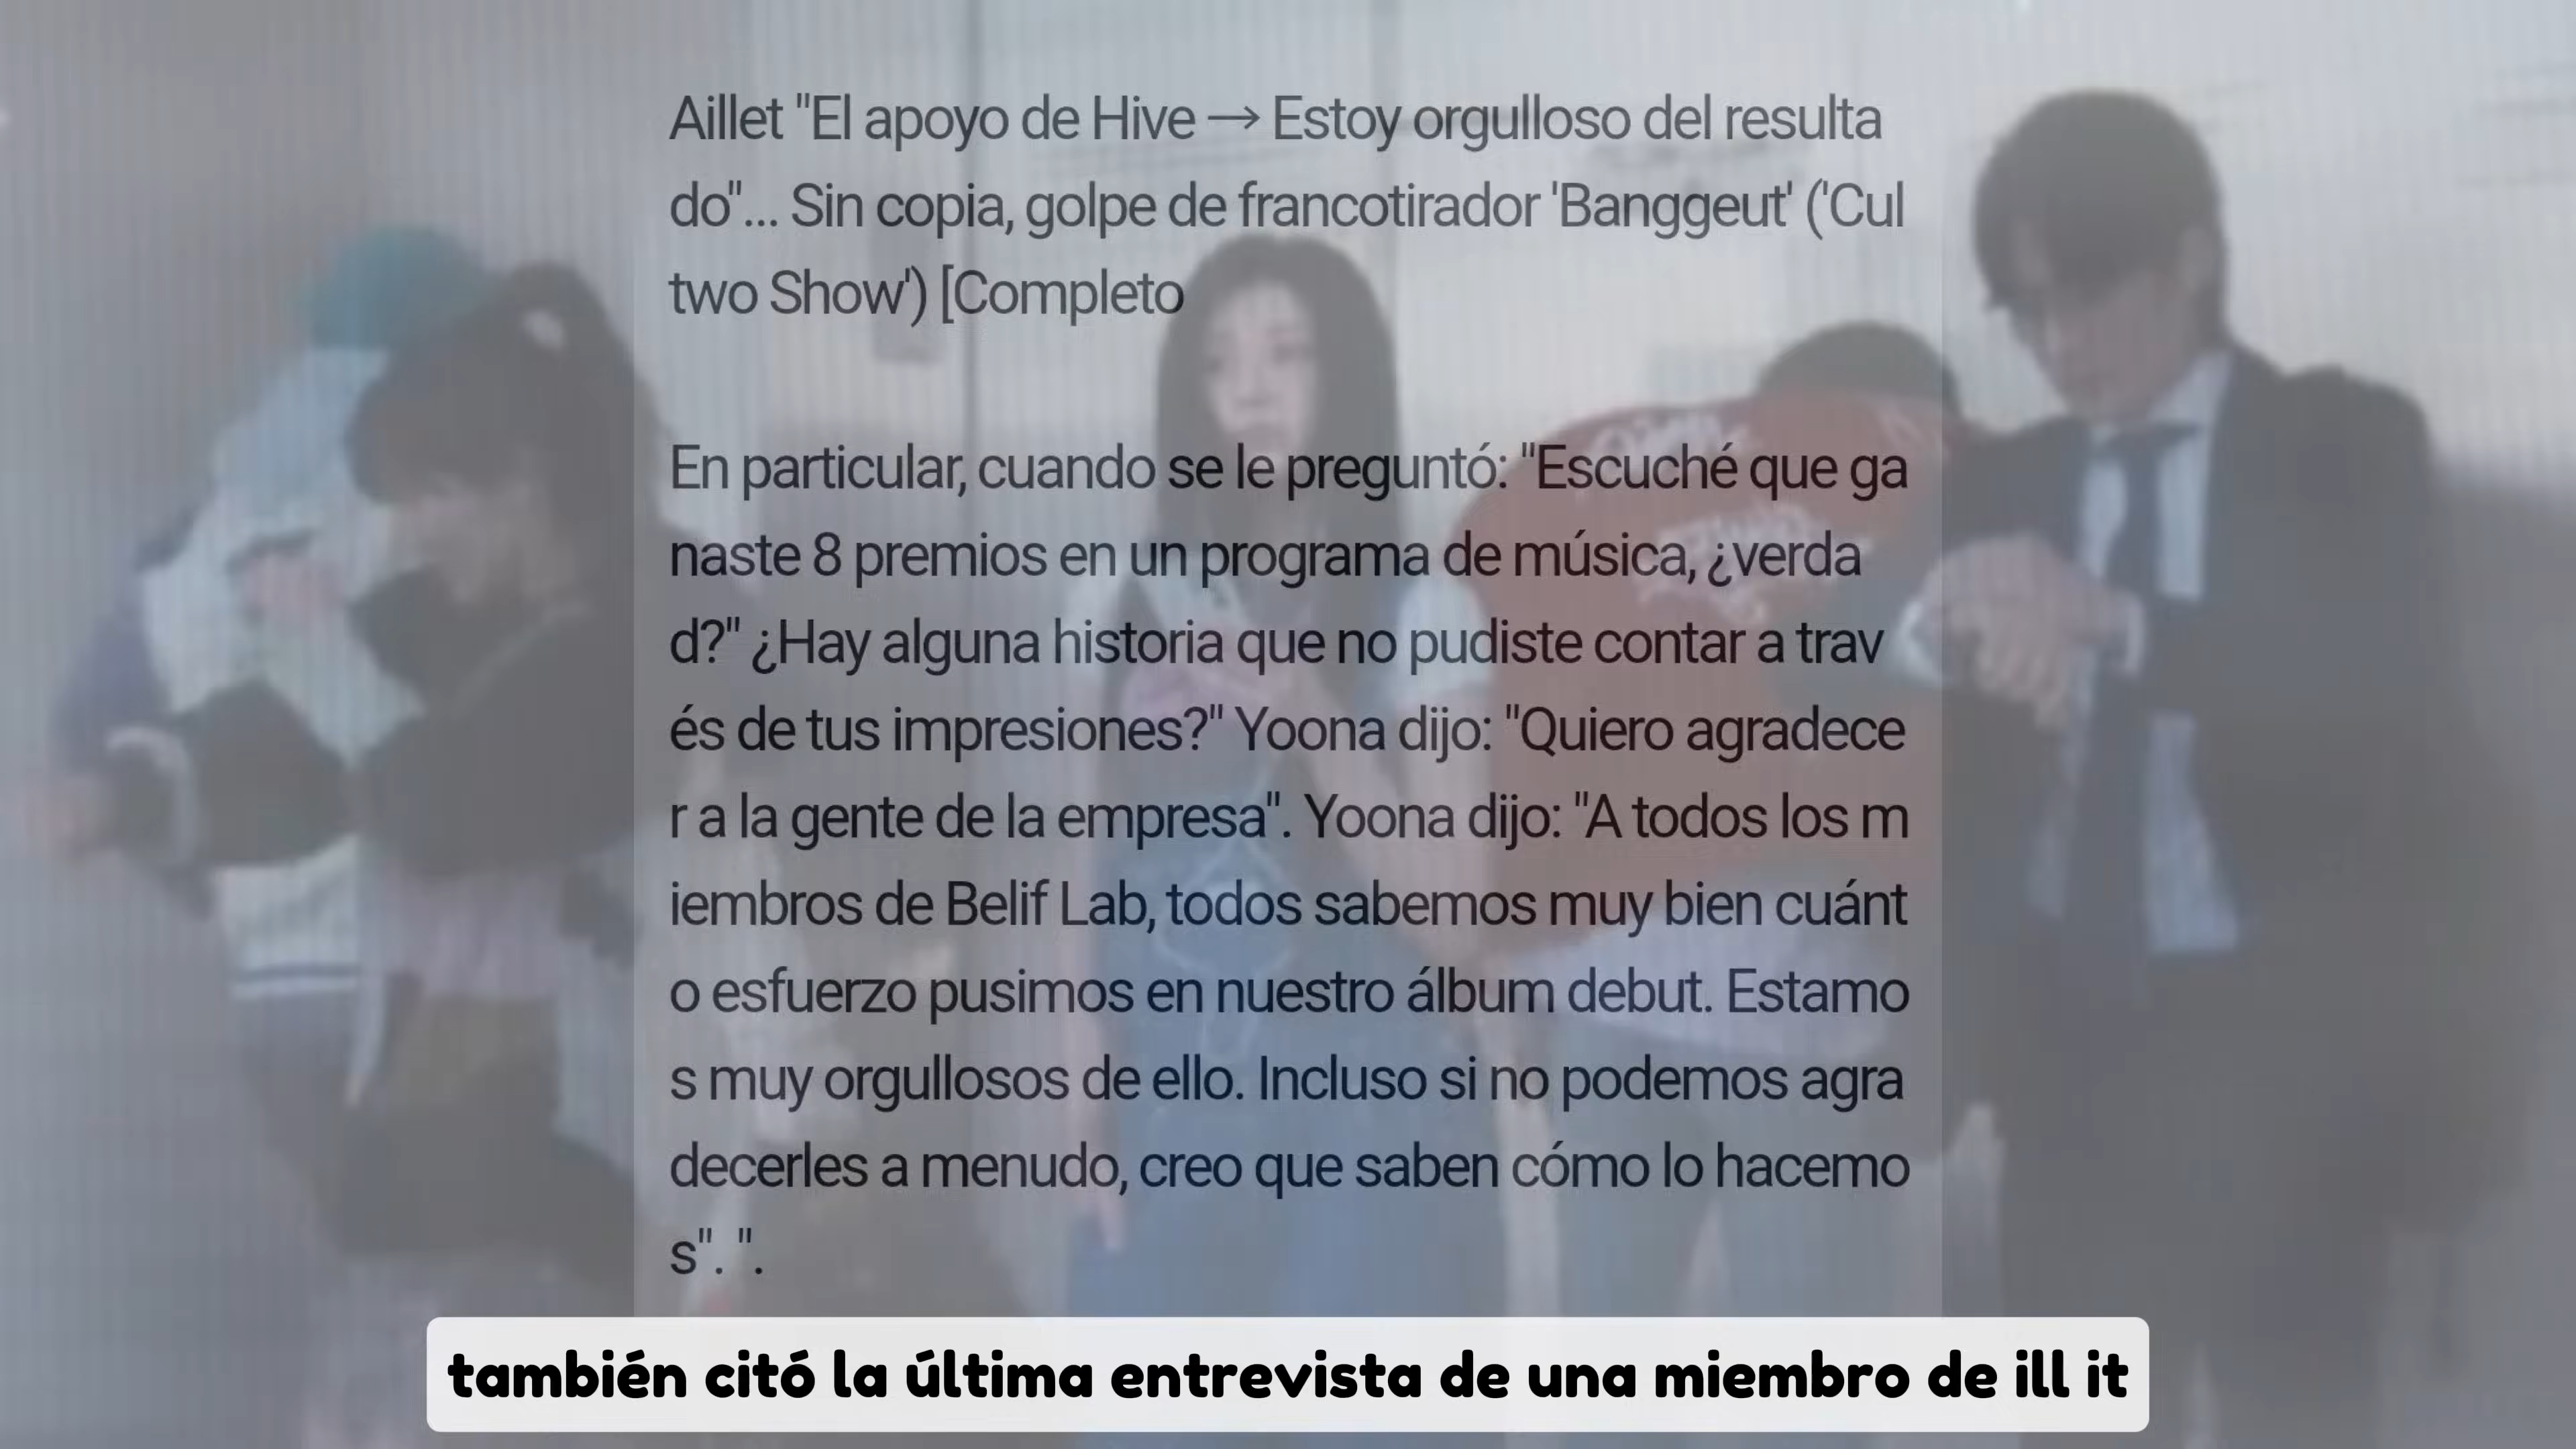 Aillet "El apoyo de Hive → Estoy orgulloso del resulta
do"... Sin copia, golpe de francotirador 'Banggeut' ('Cul
two Show') [Completo
En particular, cuando se le preguntó: "Escuché que ga
naste 8 premios en un programa de música, ¿verda
d?" ¿Hay alguna historia que no pudiste contar a trav
és de tus impresiones?" Yoona dijo: "Quiero agradece
r a la gente de la empresa". Yoona dijo: "A todos los m
iembros de Belif Lab, todos sabemos muy bien cuánt
o esfuerzo pusimos en nuestro álbum debut. Estamo
s muy orgullosos de ello. Incluso si no podemos agra
decerles a menudo, creo que saben cómo lo hacemo
s". ".
también citó la última entrevista de una miembro de ill it